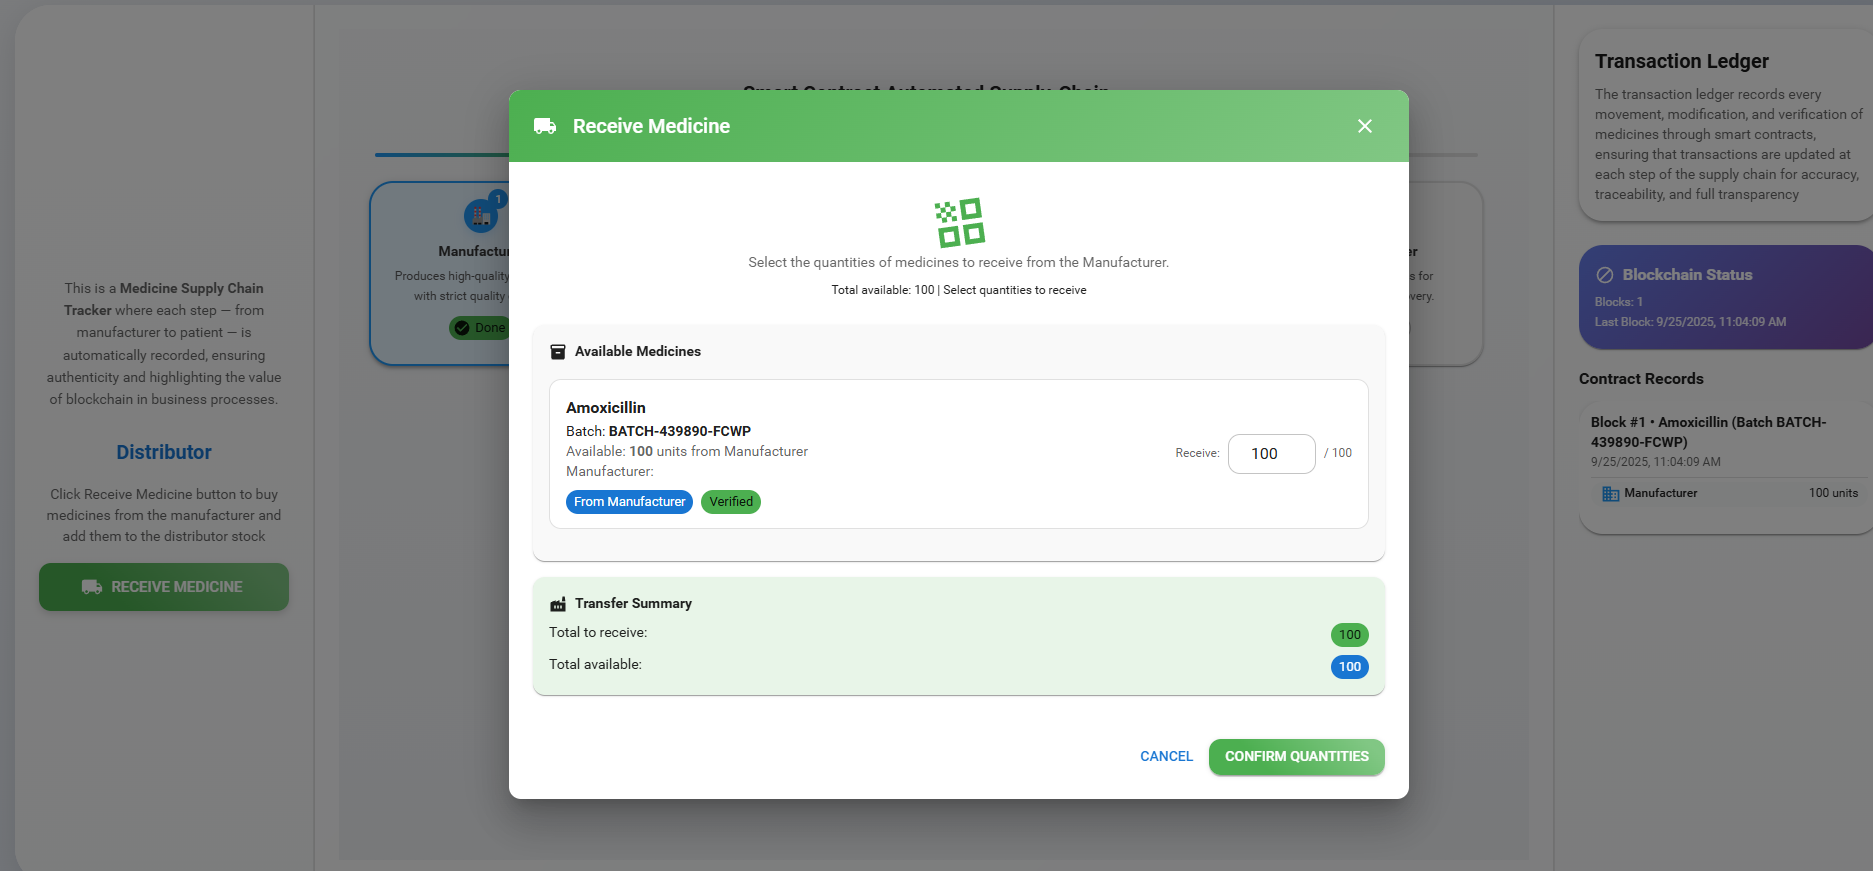 This is a Medicine Supply Chain
Tracker where each step — from
manufacturer to patient — is
automatically recorded, ensuring
authenticity and highlighting the value
of blockchain in business processes.
Distributor
Click Receive Medicine button to buy
medicines from the manufacturer and
add them to the distributor stock
RECEIVE MEDICINE
Smart Contract Automated Supply Chain
1
Produces high-quality
with strict quality
Done
Receive Medicine
Select the quantities of medicines to receive from the Manufacturer.
Total available: 100 | Select quantities to receive
Available Medicines
Amoxicillin
Batch: BATCH-439890-FCWP
Available: 100 units from Manufacturer
Manufacturer:
From Manufacturer Verified
Receive: 100 / 100
Transfer Summary
Total to receive: 100
Total available: 100
CANCEL CONFIRM QUANTITIES
er
s for
very.
Transaction Ledger
The transaction ledger records every
movement, modification, and verification of
medicines through smart contracts,
ensuring that transactions are updated at
each step of the supply chain for accuracy,
traceability, and full transparency
Blockchain Status
Blocks: 1
Last Block: 9/25/2025, 11:04:09 AM
Contract Records
Block #1 • Amoxicillin (Batch BATCH-
439890-FCWP)
9/25/2025, 11:04:09 AM
Manufacturer 100 units